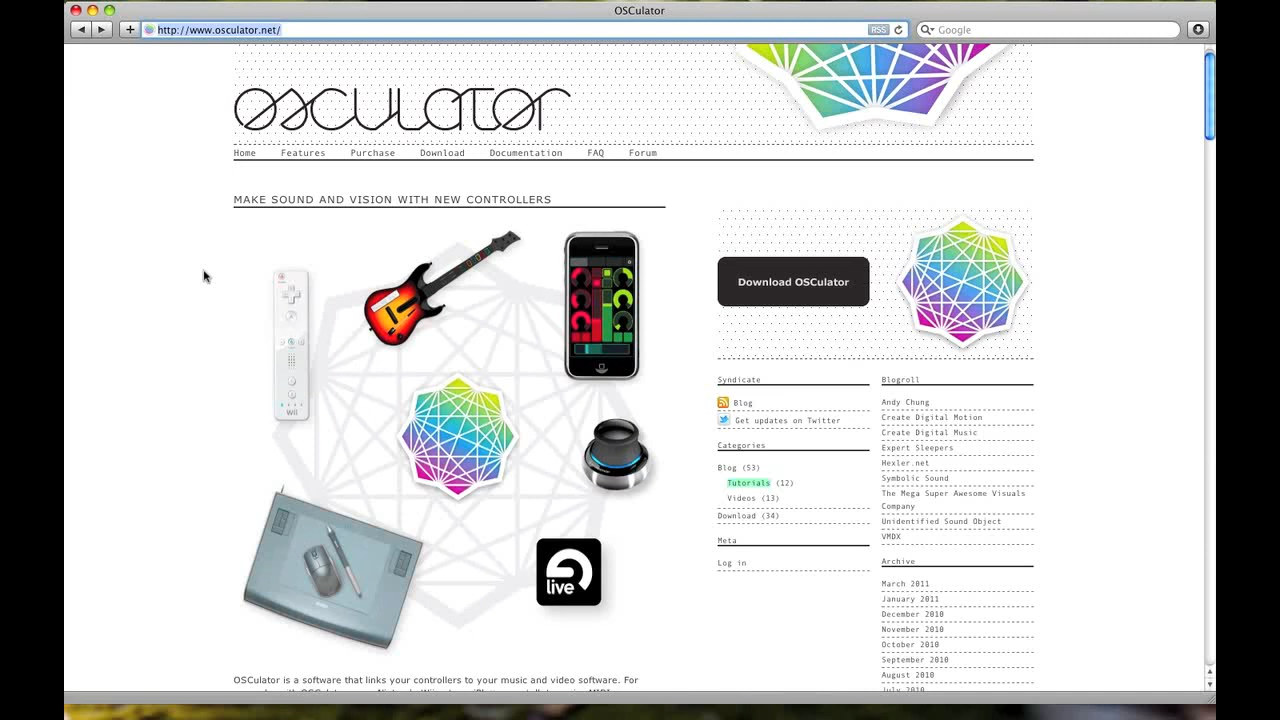 OSCulator
http://www.osculator.net/
RSS
Google
osculator
Home Features Purchase Download Documentation FAQ Forum
MAKE SOUND AND VISION WITH NEW CONTROLLERS
Wii
live
Download OSCulator
Syndicate
Blog
Get updates on Twitter
Categories
Blog (53)
Tutorials (12)
Videos (13)
Download (34)
Meta
Log in
Blogroll
Andy Chung
Create Digital Motion
Create Digital Music
Expert Sleepers
Hexler.net
Symbolic Sound
The Mega Super Awesome Visuals
Company
Unidentified Sound Object
VMDX
Archive
March 2011
January 2011
December 2010
November 2010
October 2010
September 2010
August 2010
July 2010
OSCulator is a software that links your controllers to your music and video software. For